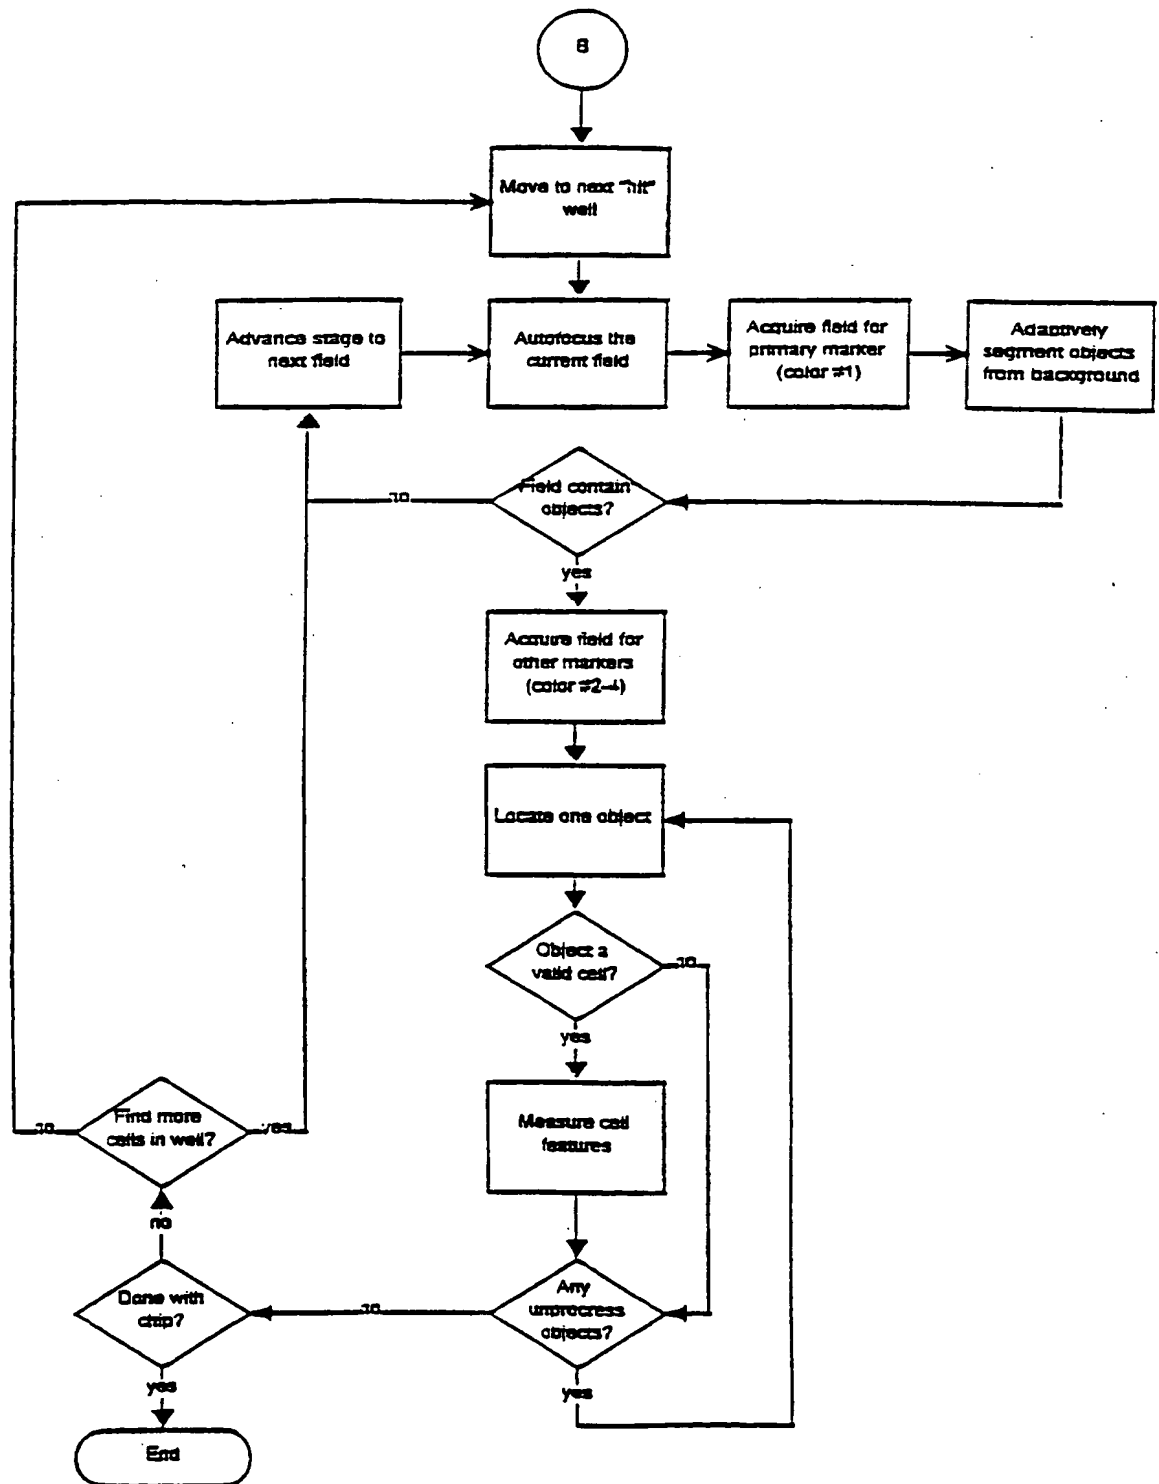 B
Move to next "hit"
well
Advance stage to
next field
Autofocus the
current field
Acquire field for
primary marker
(color #1)
Adaptively
segment objects
from background
Field contain
objects?
no
yes
Acquire field for
other markers
(color #2-4)
Locate one object
Object a
valid cell?
no
yes
Measure cell
features
Find more
cells in well?
no
yes
no
Done with
chip?
no
Any
unprocress
objects?
yes
yes
End